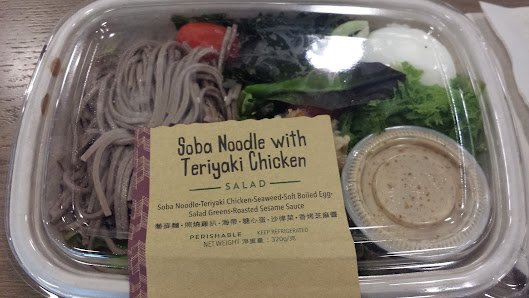 Soba Noodle with
Teriyaki Chicken
SALAD
Soba Noodle•Teriyaki Chicken•Seaweed•Soft Boiled Egg•
Salad Greens•Roasted Sesame Sauce
蕎麥麵•照燒雞扒•海帶•糖心蛋•沙律菜•香烤芝麻醬
PERISHABLE KEEP REFRIGERATED
NET WEIGHT 淨重量：320g/克